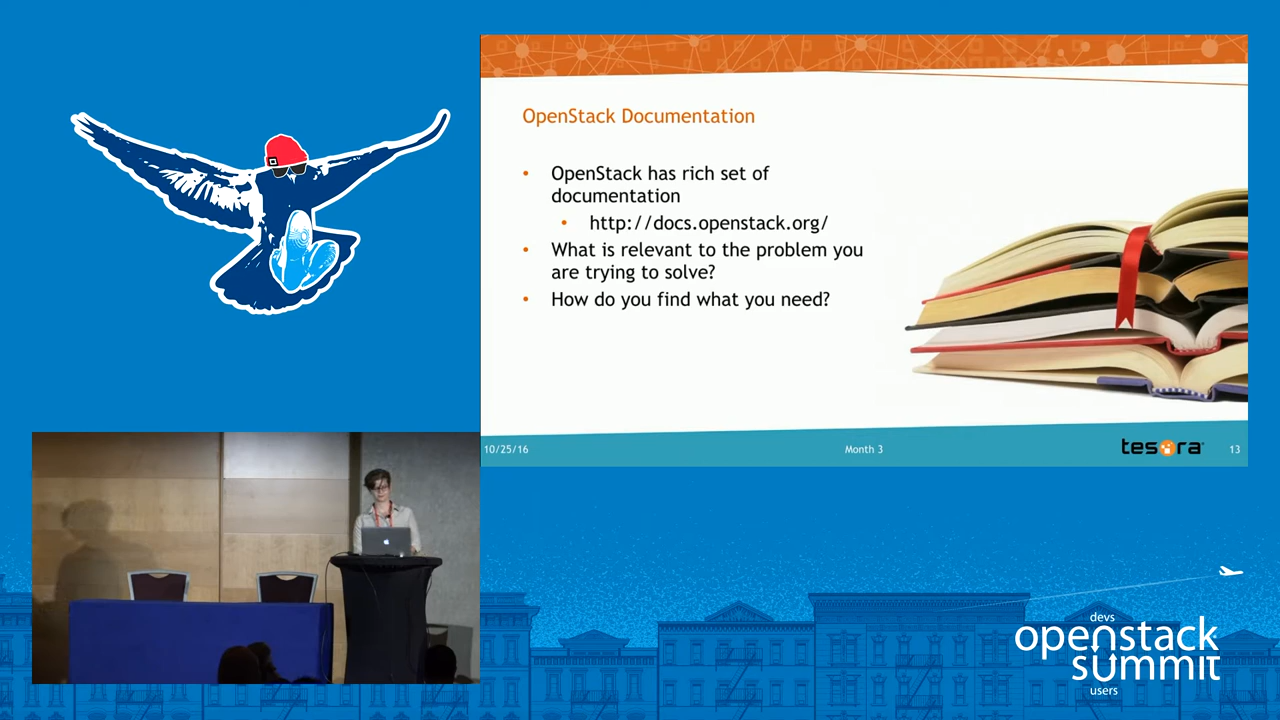 OpenStack Documentation
• OpenStack has rich set of
documentation
• http://docs.openstack.org/
• What is relevant to the problem you
are trying to solve?
• How do you find what you need?
10/25/16
Month 3
tesora
13
devs
openstack
summit
users